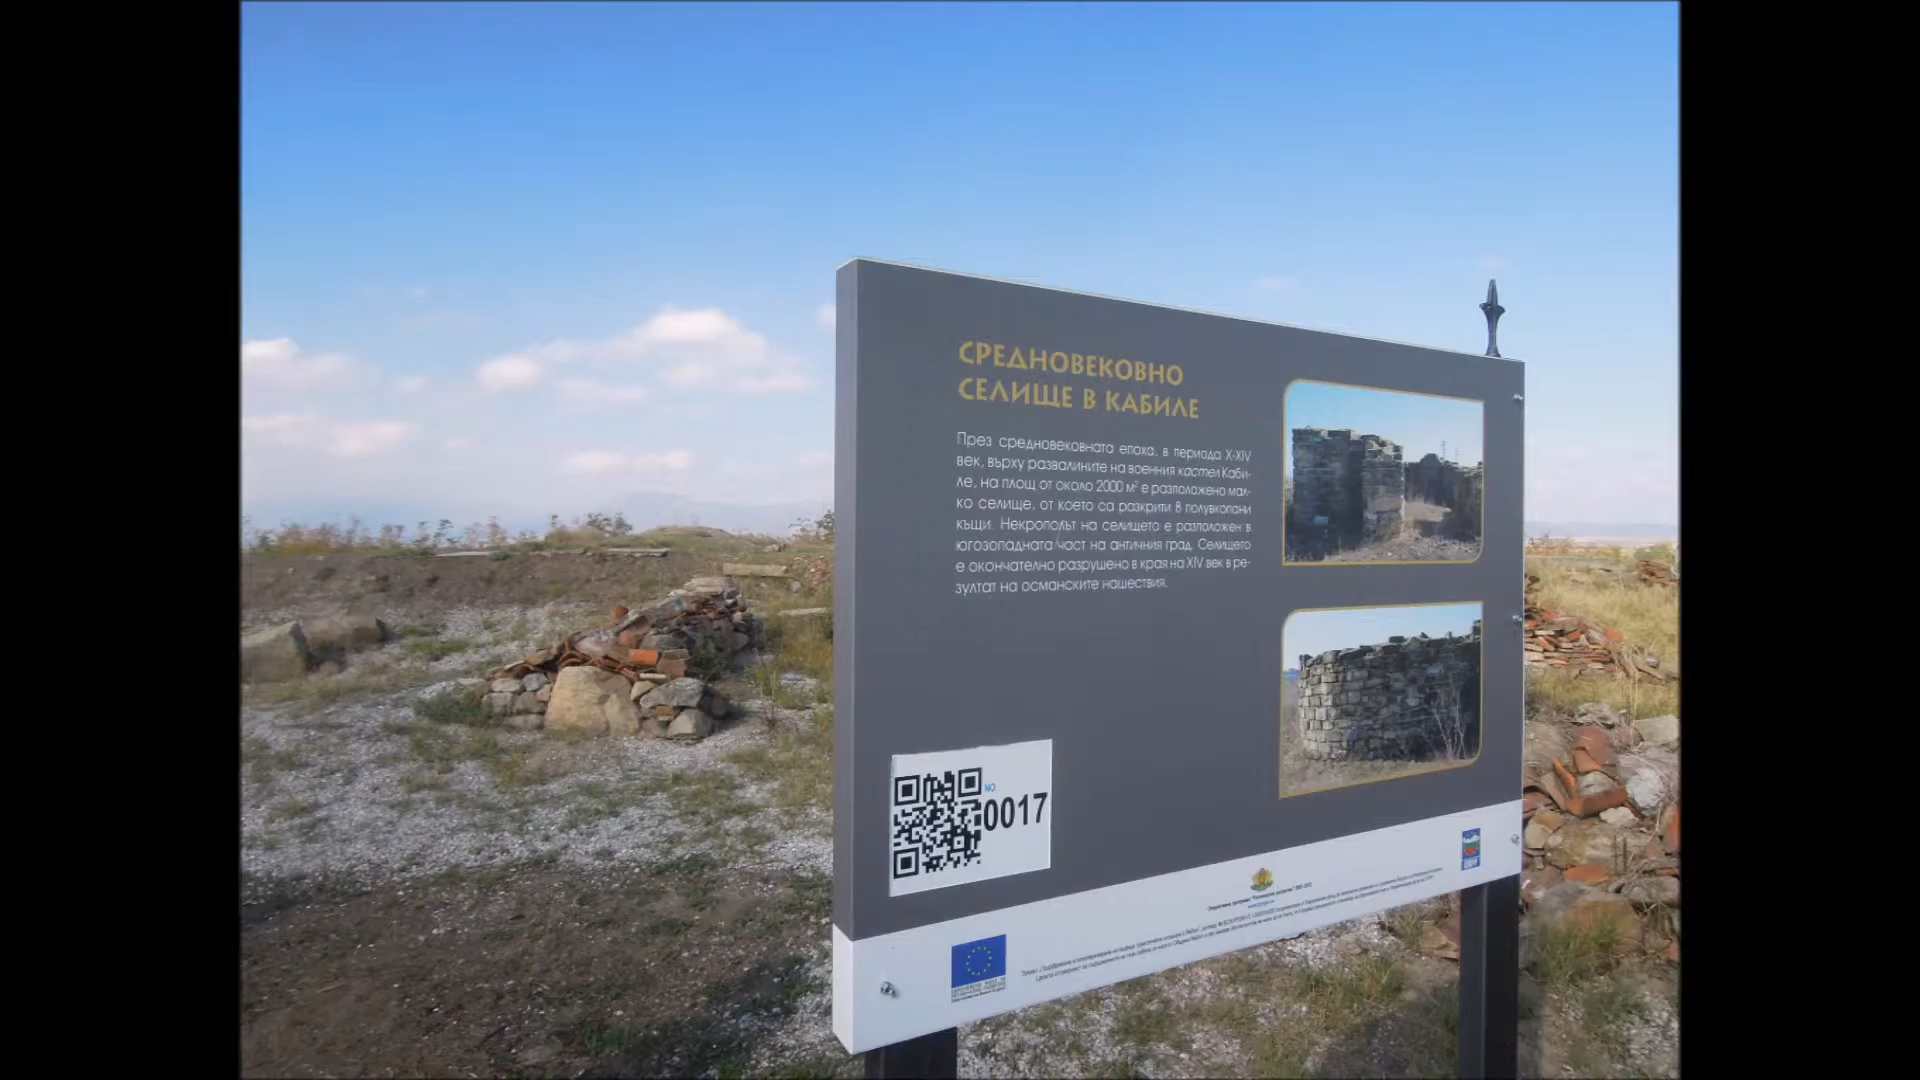 СРЕДНОВЕКОВНО
СЕЛИЩЕ В КАБИЛЕ
През средновековната епоха, в периода X-XIV
век, върху развалините на военния кастел Каби-
ле, на площ от около 2000 м² е разположено мал-
ко селище, от което са разкрити 8 полувкопани
къщи. Некрополът на селището е разположен в
югозопадната част на античния град. Селището
е окончателно разрушено в края на XIV век в ре-
зултат на османските нашествия.
NO.
0017